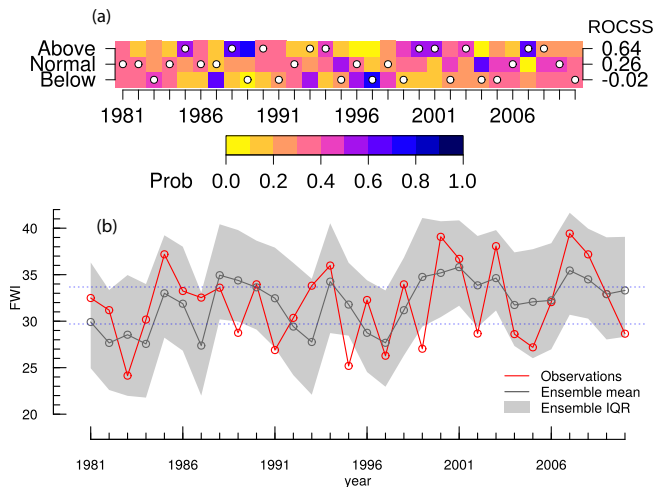 (a)
ROCSS
Above 0.64
Normal 0.26
Below -0.02
1981 1986 1991 1996 2006
Prob 0.0 0.2 0.4 0.6 0.8 1.0
(b)
40
35
30
25
20
FWI
Observations
Ensemble mean
Ensemble IQR
1981 1986 1991 1996 2001 2006
year